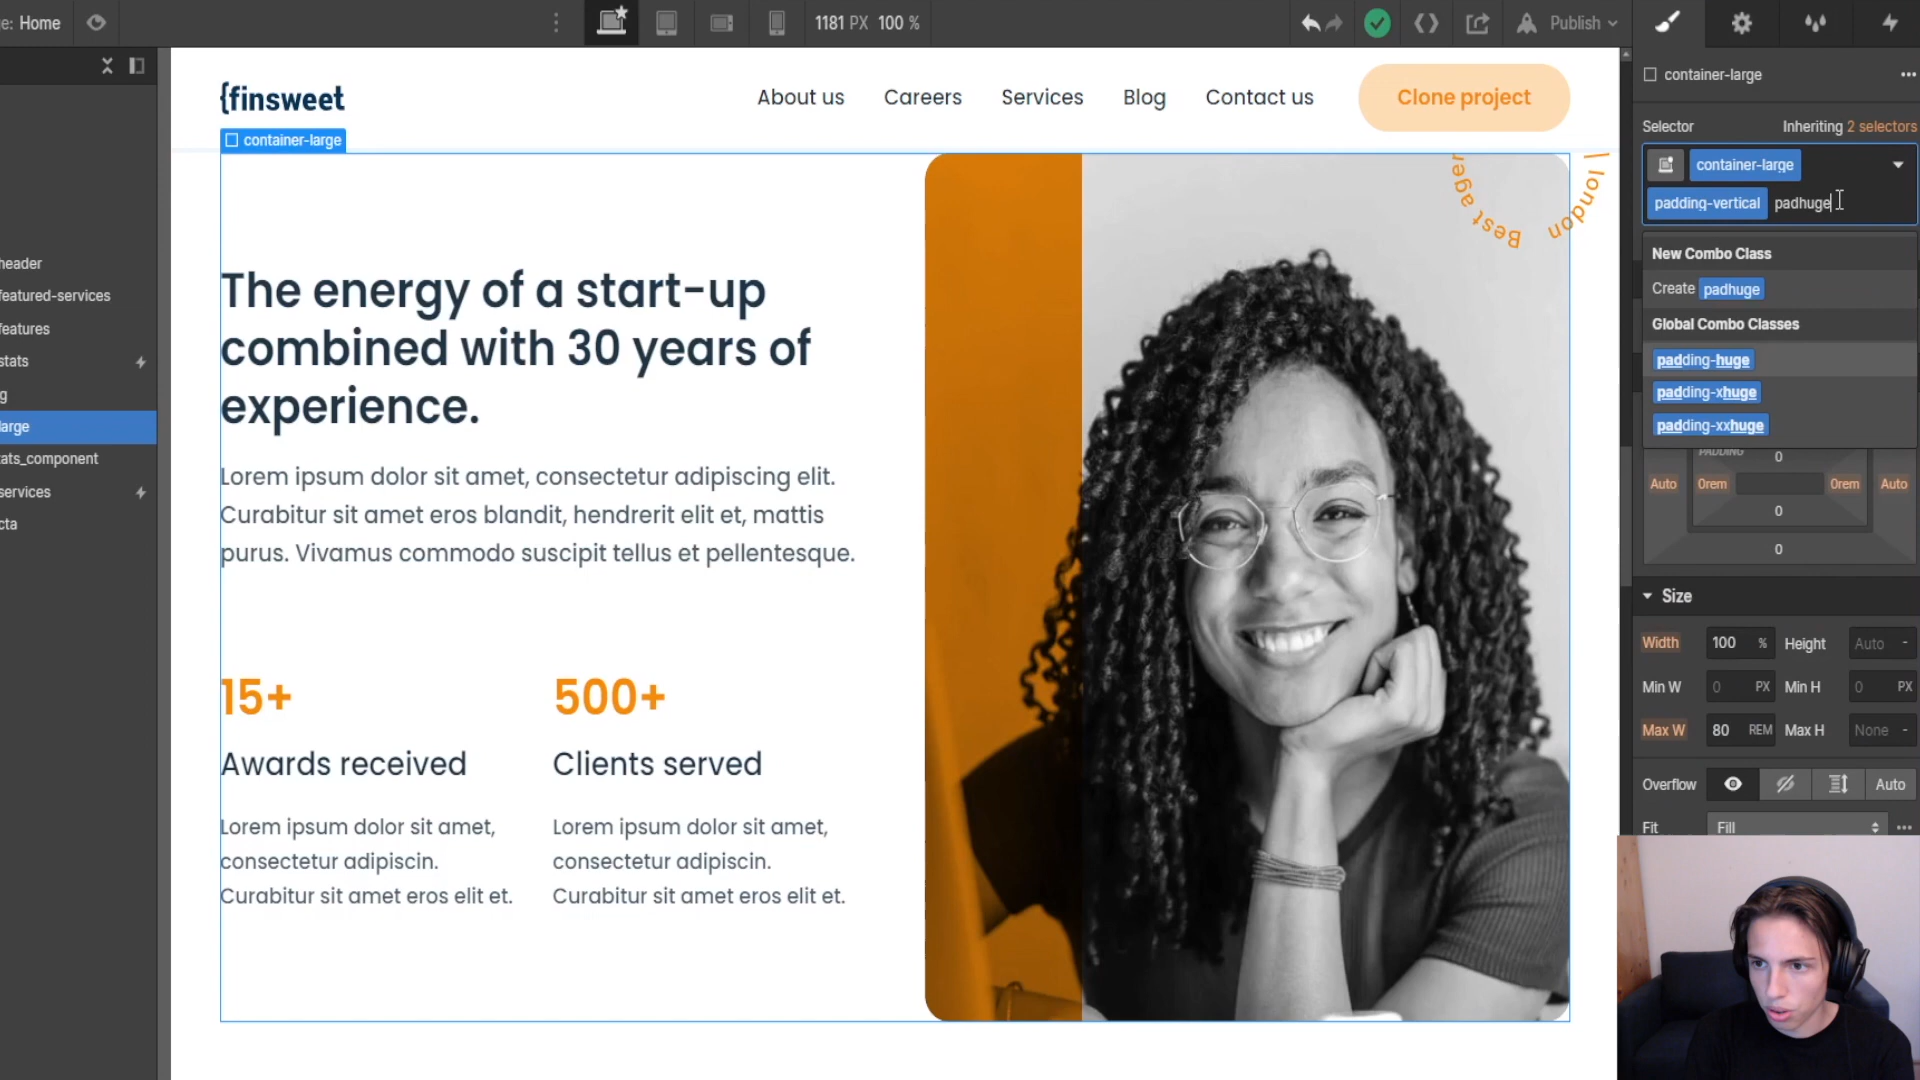 e: Home
1181 PX 100 %
Publish
header
featured-services
features
stats
g
large
ats_component
services
cta
{finsweet
About us
Careers
Services
Blog
Contact us
Clone project
container-large
Best age
l london
The energy of a start-up
combined with 30 years of
experience.
Lorem ipsum dolor sit amet, consectetur adipiscing elit.
Curabitur sit amet eros blandit, hendrerit elit et, mattis
purus. Vivamus commodo suscipit tellus et pellentesque.
15+
500+
Awards received
Clients served
Lorem ipsum dolor sit amet,
consectetur adipiscin.
Curabitur sit amet eros elit et.
Lorem ipsum dolor sit amet,
consectetur adipiscin.
Curabitur sit amet eros elit et.
container-large
Selector
Inheriting 2 selectors
container-large
padding-vertical padhuge
New Combo Class
Create padhuge
Global Combo Classes
padding-huge
padding-xhuge
padding-xxhuge
PADDING
0
Auto 0rem 0rem Auto
0
0
Size
Width 100 % Height Auto -
Min W 0 PX Min H 0 PX
Max W 80 REM Max H None -
Overflow Auto
Fit Fill